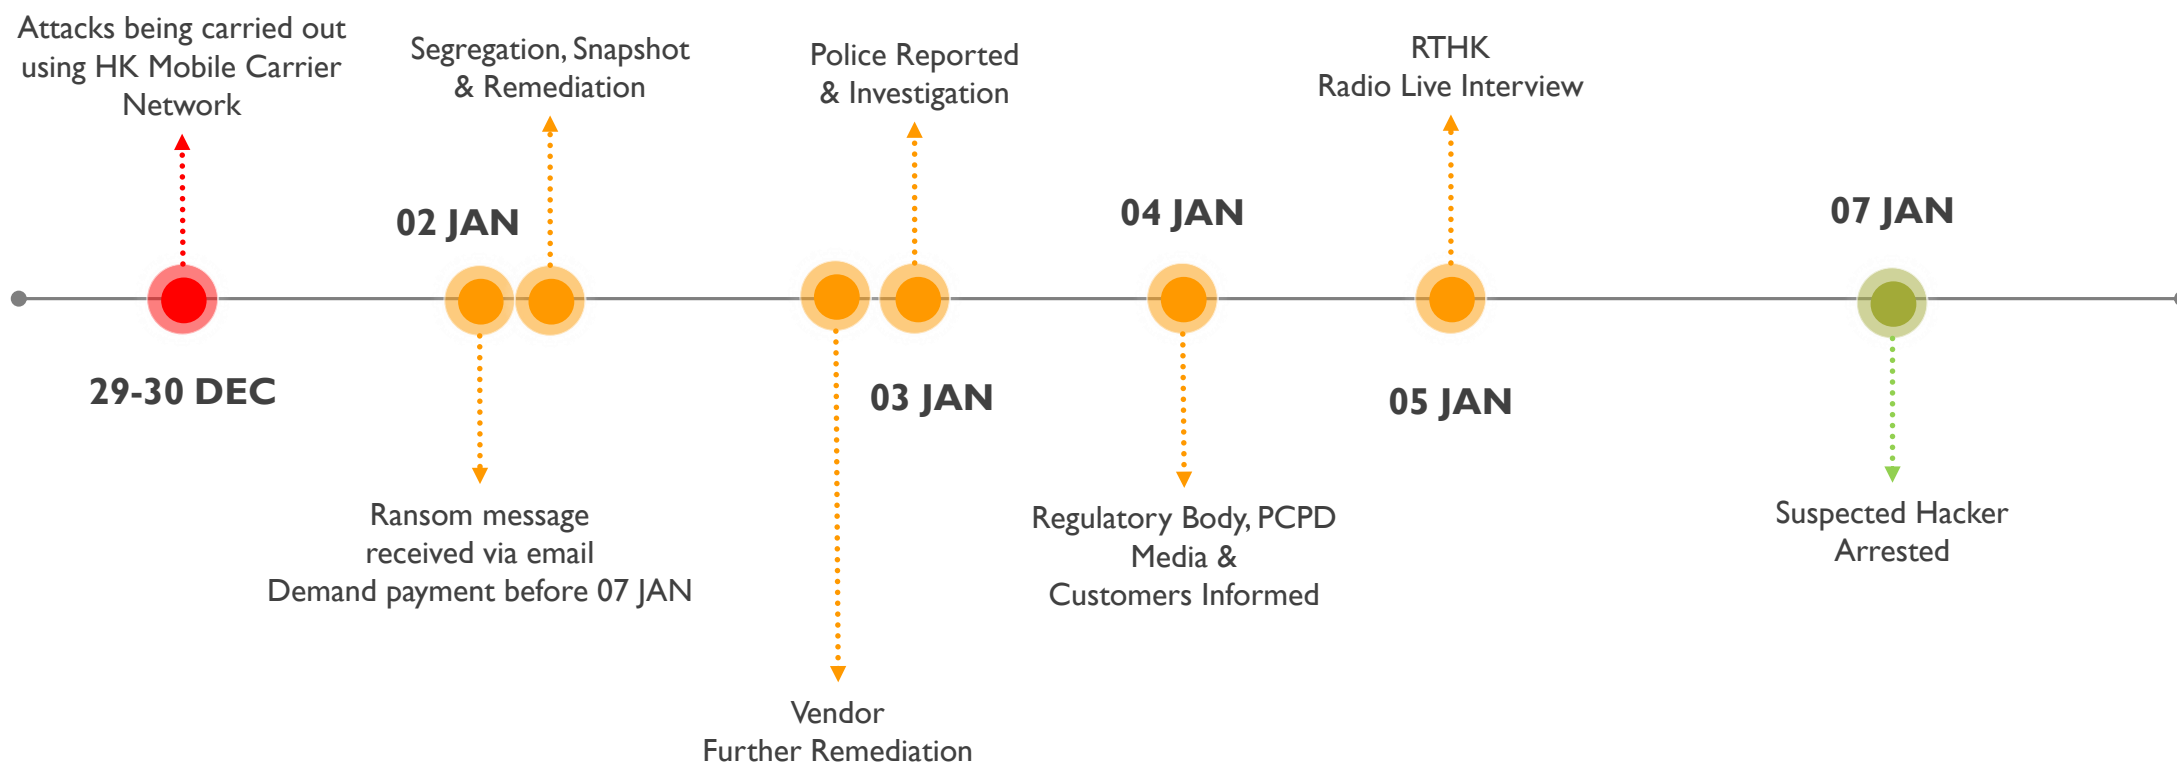 Attacks being carried out
using HK Mobile Carrier
Network
29-30 DEC
02 JAN
Segregation, Snapshot
& Remediation
Ransom message
received via email
Demand payment before 07 JAN
Police Reported
& Investigation
03 JAN
Vendor
Further Remediation
04 JAN
Regulatory Body, PCPD
Media &
Customers Informed
RTHK
Radio Live Interview
05 JAN
07 JAN
Suspected Hacker
Arrested